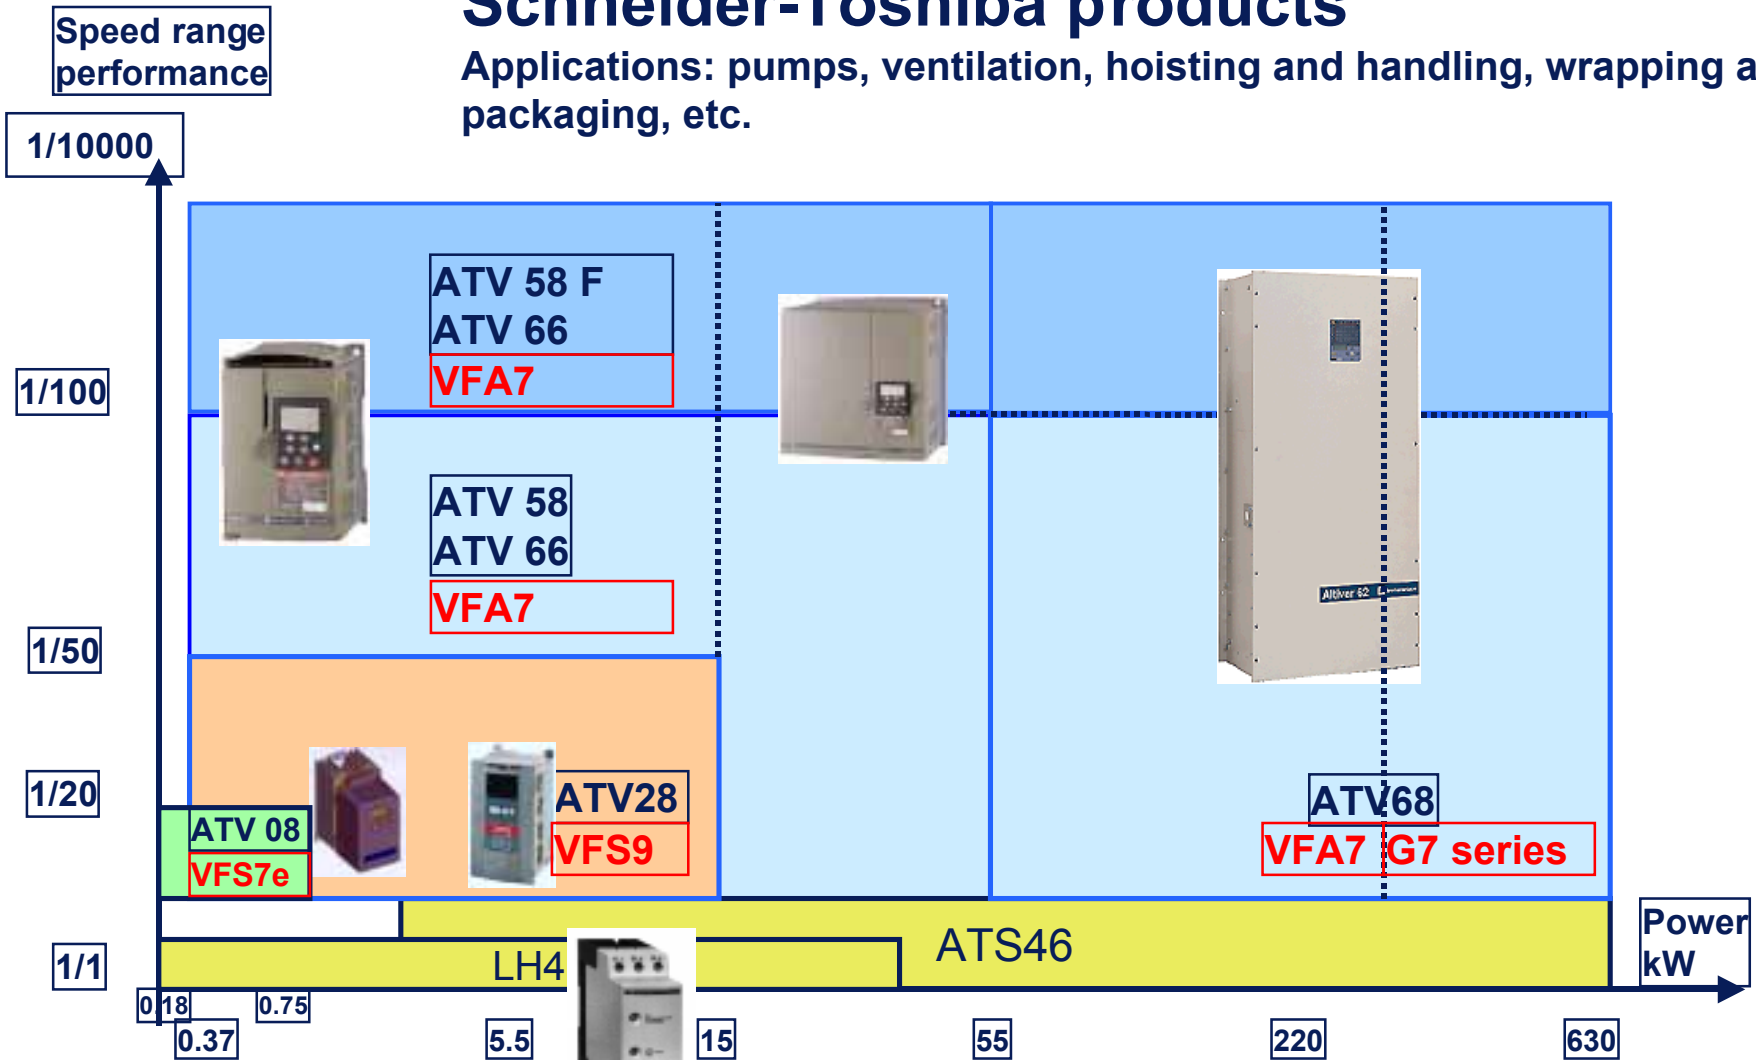 Schneider-Toshiba products
Speed range
performance
Applications: pumps, ventilation, hoisting and handling, wrapping a
packaging, etc.
1/10000
ATV 58 F
ATV 66
VFA7
1/100
ATV 58
ATV 66
VFA7
Altivar 62
1/50
1/20
ATV28
VFS9
ATV68
VFA7 G7 series
ATV 08
VFS7e
ATS46
LH4
Power
kW
1/1
0.18
0.75
0.37
5.5
15
55
220
630